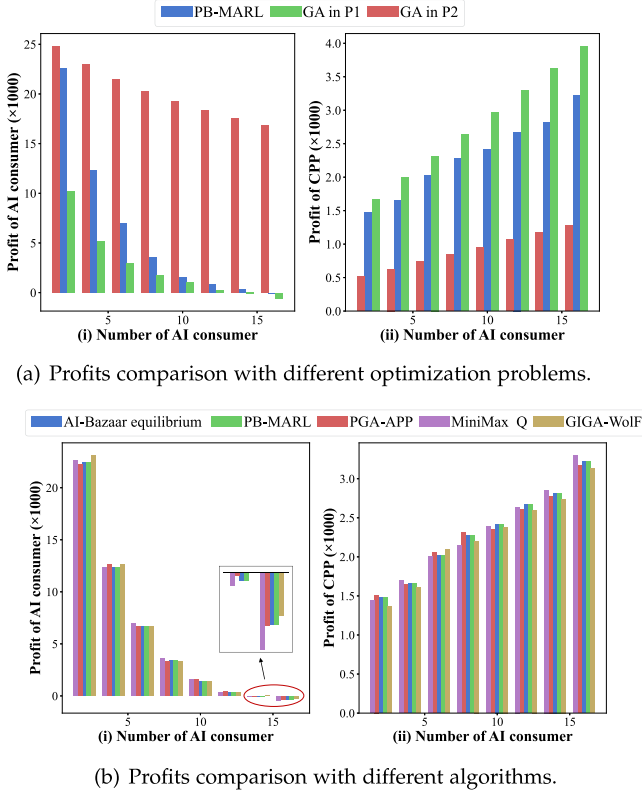 PB-MARL GA in P1 GA in P2
Profit of AI consumer (×1000)
25
20
15
10
5
0
5 10 15
(i) Number of AI consumer
Profit of CPP (×1000)
4.0
3.5
3.0
2.5
2.0
1.5
1.0
0.5
0.0
5 10 15
(ii) Number of AI consumer
(a) Profits comparison with different optimization problems.
AI-Bazaar equilibrium PB-MARL PGA-APP MiniMax Q GIGA-WolF
Profit of AI consumer (×1000)
20
15
10
5
0
5 10 15
(i) Number of AI consumer
Profit of CPP (×1000)
3.0
2.5
2.0
1.5
1.0
0.5
0.0
5 10 15
(ii) Number of AI consumer
(b) Profits comparison with different algorithms.